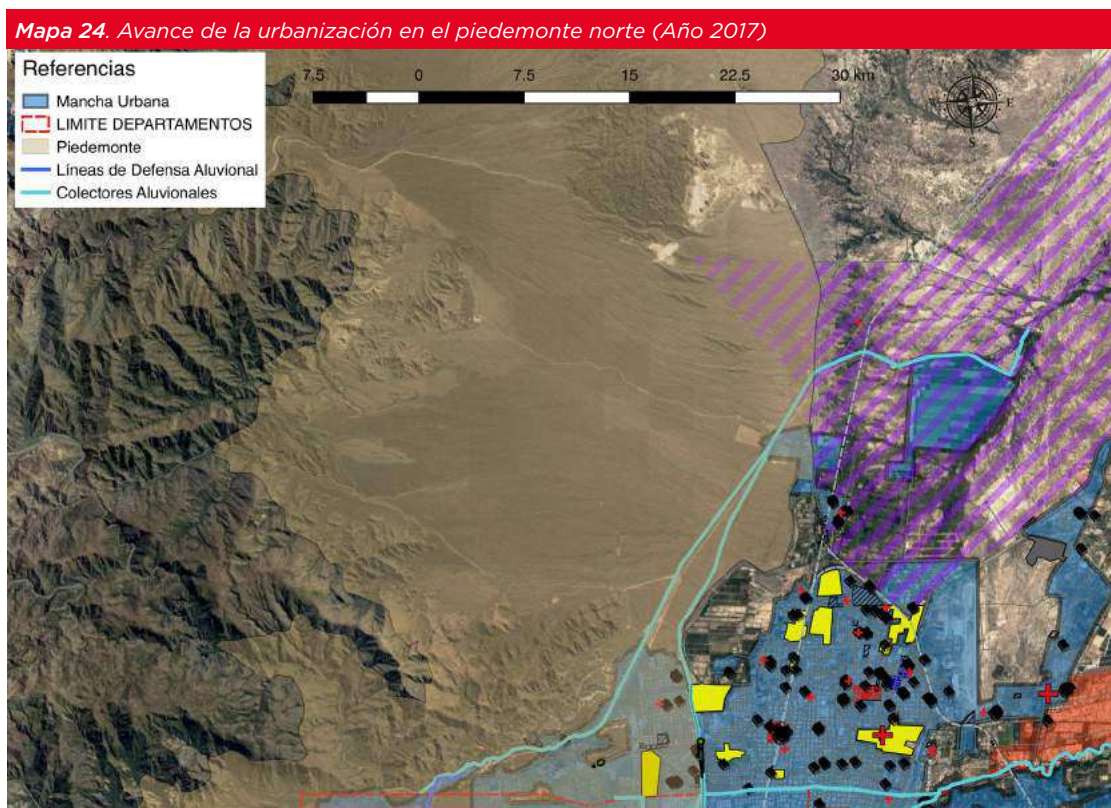 Mapa 24. Avance de la urbanización en el piedemonte norte (Año 2017)
Referencias
Mancha Urbana
LIMITE DEPARTAMENTOS
Piedemonte
Líneas de Defensa Aluvional
Colectores Aluvionales
7.5 0 7.5 15 22.5 30 km
E
S